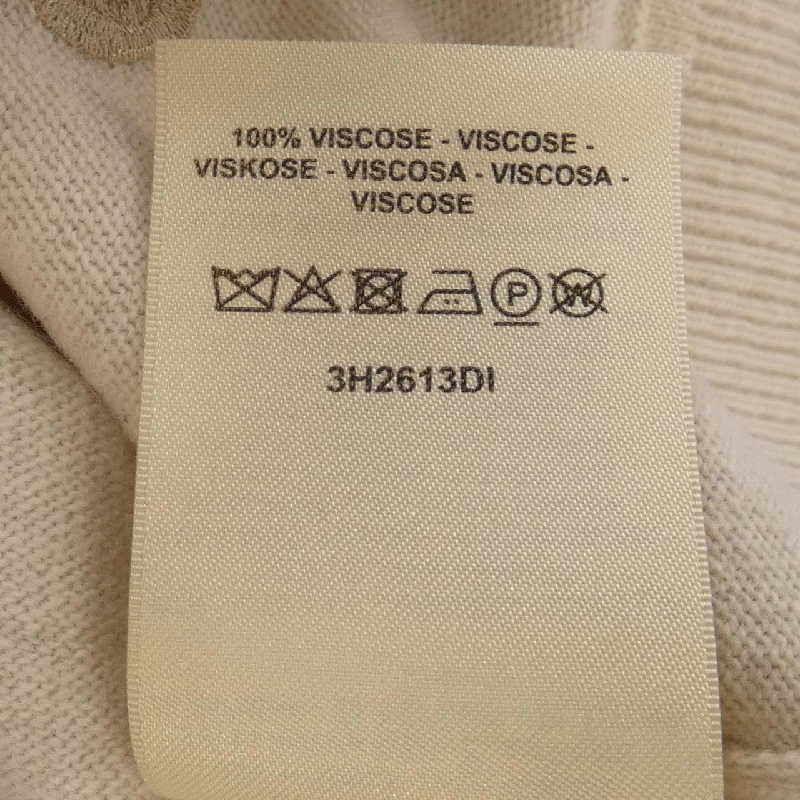 100% VISCOSE - VISCOSE -
VISKOSE - VISCOSA - VISCOSA -
VISCOSE
P W
3H2613DI